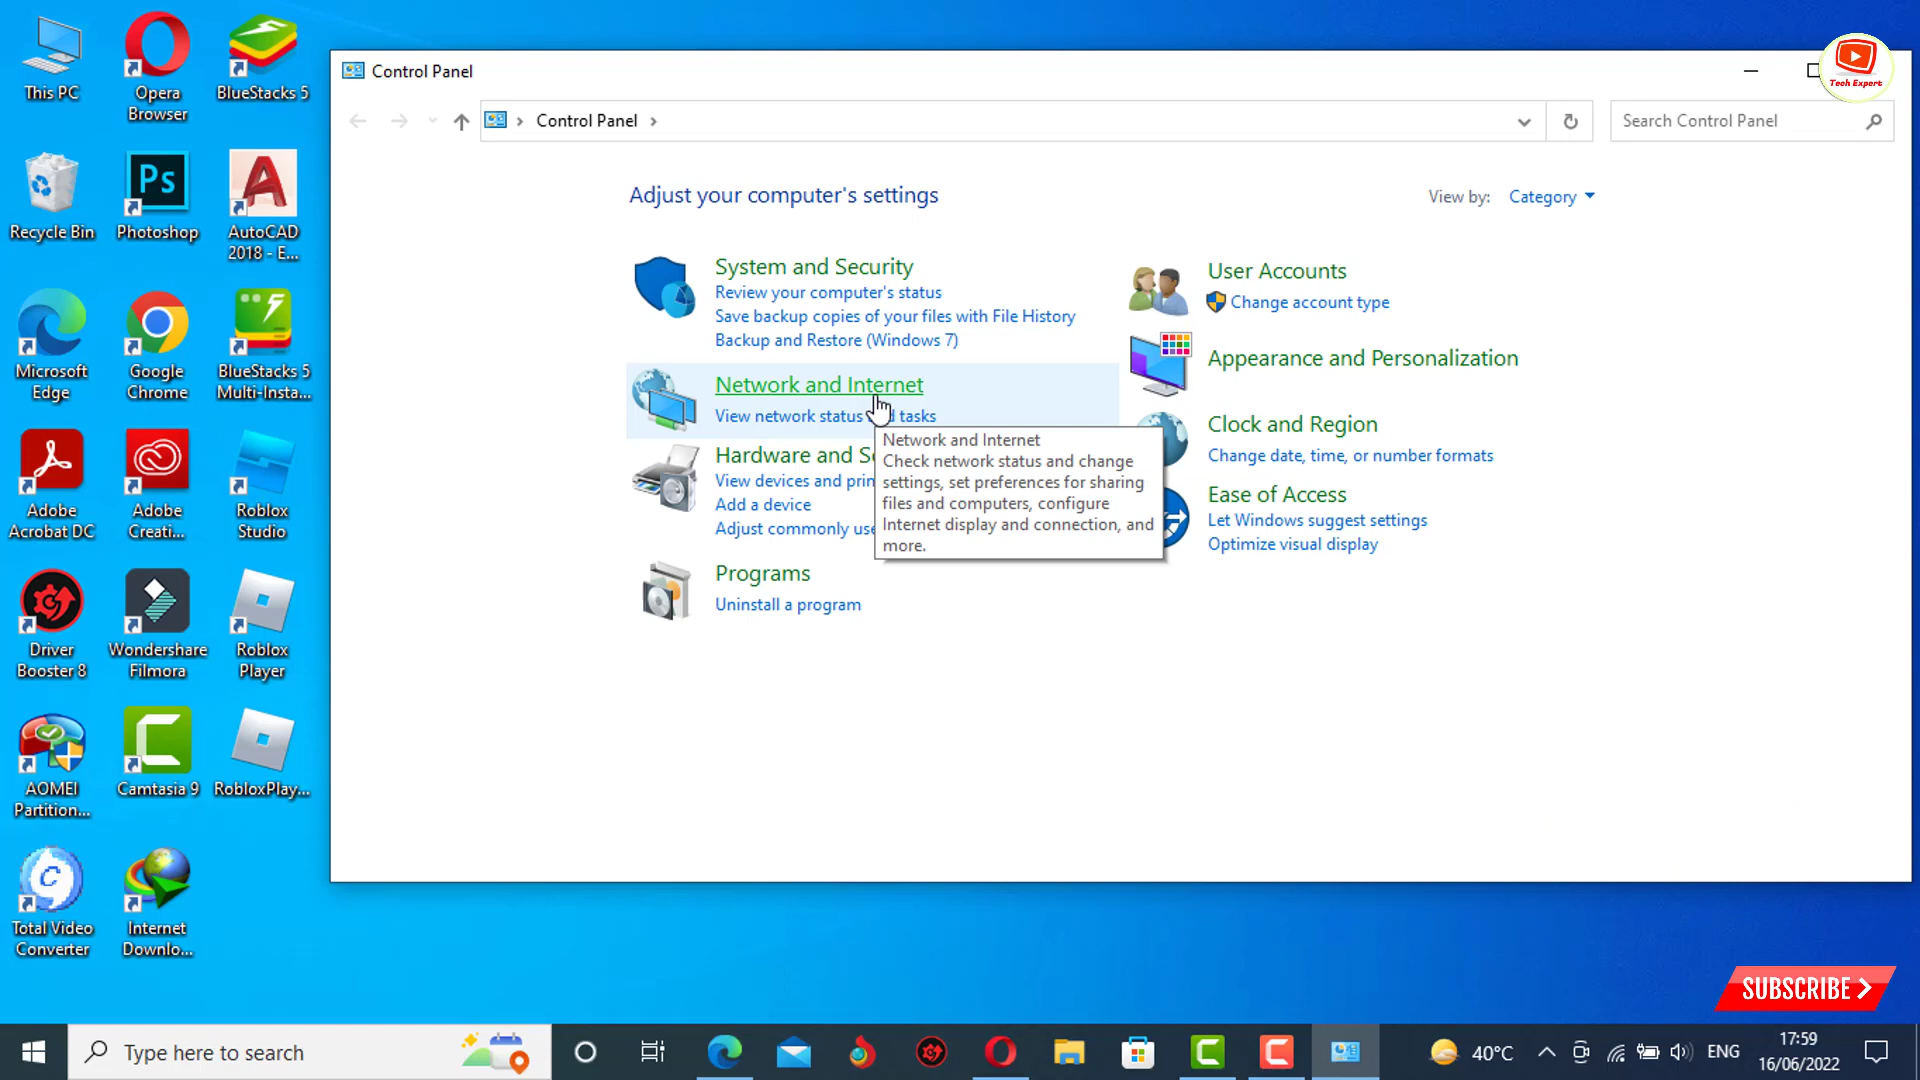 This PC
Opera
Browser
BlueStacks 5
Recycle Bin
Photoshop
AutoCAD
2018 - E...
Microsoft
Edge
Google
Chrome
BlueStacks 5
Multi-Insta...
Adobe
Acrobat DC
Adobe
Creati...
Roblox
Studio
Driver
Booster 8
Wondershare
Filmora
Roblox
Player
AOMEI
Partition...
Camtasia 9
RobloxPlay...
Total Video
Converter
Internet
Downlo...
Control Panel
Tech Expert
Control Panel
Search Control Panel
Adjust your computer's settings
View by: Category
System and Security
Review your computer's status
Save backup copies of your files with File History
Backup and Restore (Windows 7)
Network and Internet
View network status tasks
Hardware and
View devices and
Add a device
Adjust commonly
Programs
Uninstall a program
Network and Internet
Check network status and change
settings, set preferences for sharing
files and computers, configure
Internet display and connection, and
more.
User Accounts
Change account type
Appearance and Personalization
Clock and Region
Change date, time, or number formats
Ease of Access
Let Windows suggest settings
Optimize visual display
SUBSCRIBE
Type here to search
40°C
ENG
17:59
16/06/2022